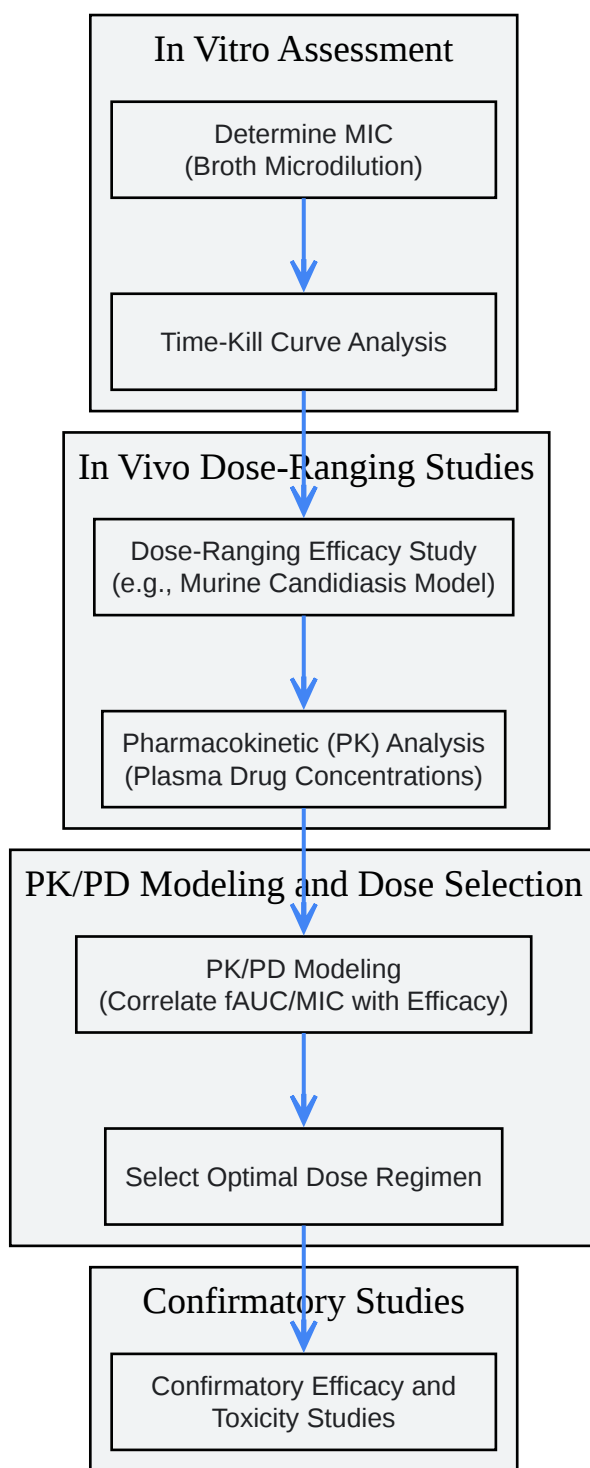 In Vitro Assessment
Determine MIC
(Broth Microdilution)
Time-Kill Curve Analysis
In Vivo Dose-Ranging Studies
Dose-Ranging Efficacy Study
(e.g., Murine Candidiasis Model)
Pharmacokinetic (PK) Analysis
(Plasma Drug Concentrations)
PK/PD Modeling and Dose Selection
PK/PD Modeling
(Correlate fAUC/MIC with Efficacy)
Select Optimal Dose Regimen
Confirmatory Studies
Confirmatory Efficacy and
Toxicity Studies